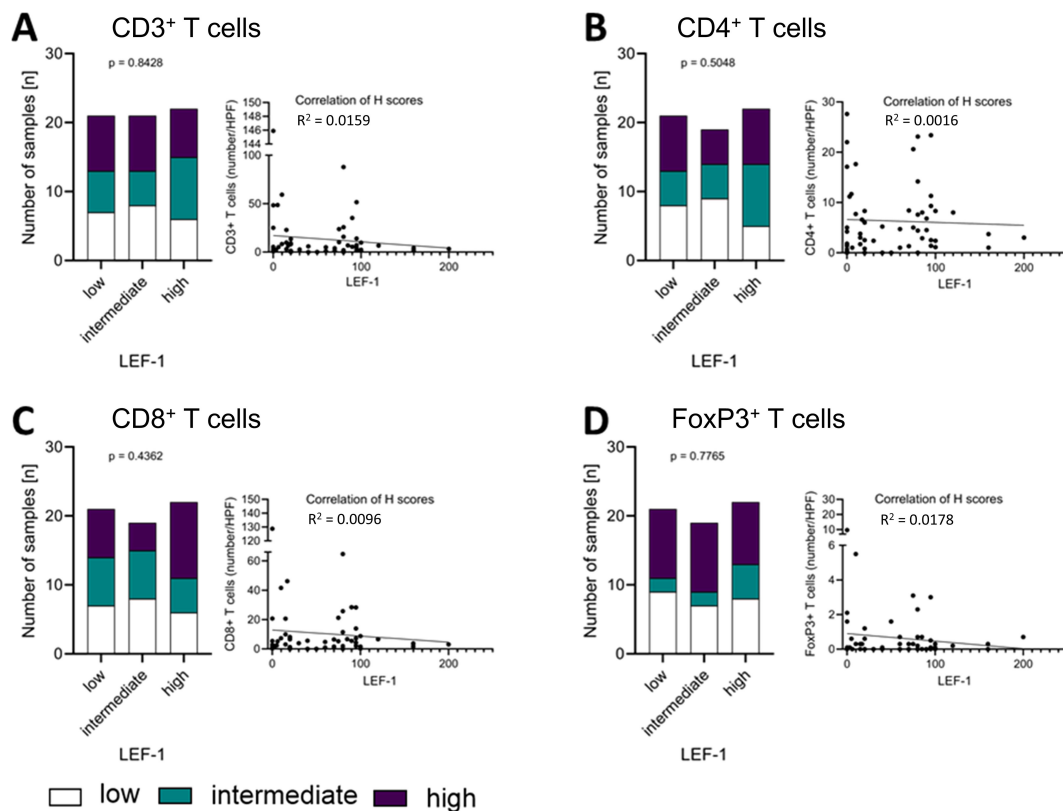 A
CD3+ T cells
Number of samples [n]
30
20
10
0
p = 0.8428
low
intermediate
high
LEF-1
Correlation of H scores
R2 = 0.0159
CD3+ T cells (number/HPF)
150
148
146
144
100
50
0
0
100
200
LEF-1
B
CD4+ T cells
Number of samples [n]
30
20
10
0
p = 0.5048
low
intermediate
high
LEF-1
Correlation of H scores
R2 = 0.0016
CD4+ T cells (number/HPF)
30
20
10
0
0
100
200
LEF-1
C
CD8+ T cells
Number of samples [n]
30
20
10
0
p = 0.4362
low
intermediate
high
LEF-1
Correlation of H scores
R2 = 0.0096
CD8+ T cells (number/HPF)
150
140
130
120
60
40
20
0
0
100
200
LEF-1
D
FoxP3+ T cells
Number of samples [n]
30
20
10
0
p = 0.7765
low
intermediate
high
LEF-1
Correlation of H scores
R2 = 0.0178
FoxP3+ T cells (number/HPF)
30
20
10
6
4
2
0
0
100
200
LEF-1
low
intermediate
high